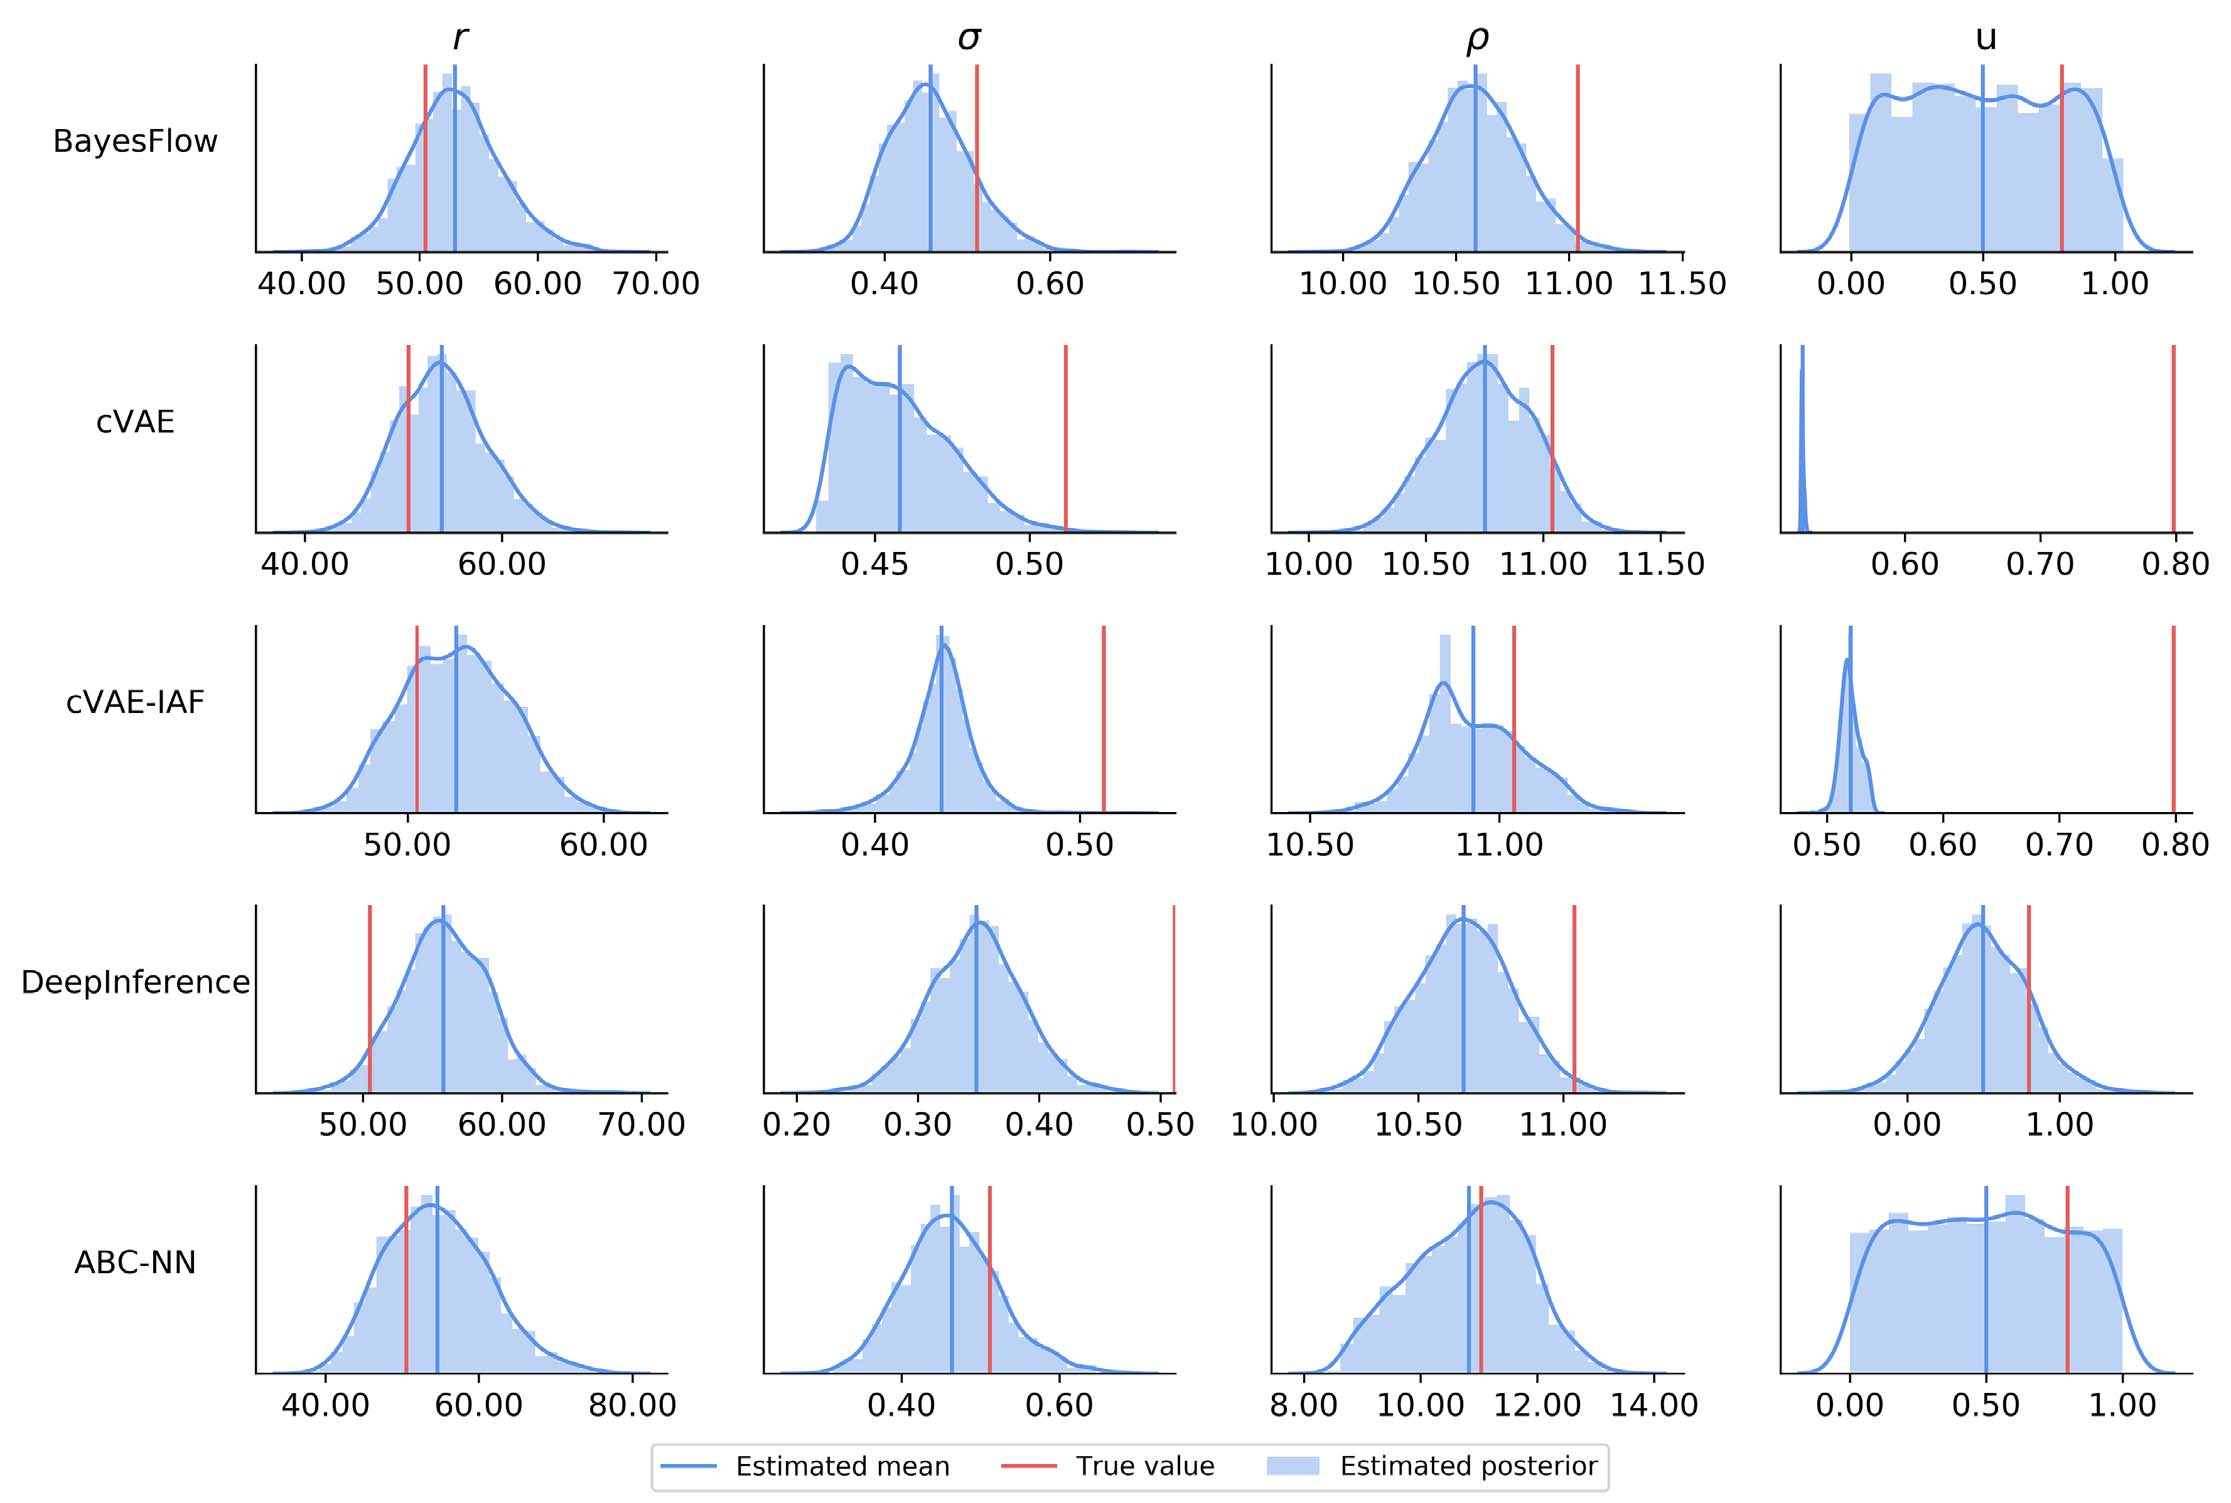 r σ ρ u
BayesFlow
40.00 50.00 60.00 70.00 0.40 0.60 10.00 10.50 11.00 11.50 0.00 0.50 1.00
cVAE
40.00 60.00 0.45 0.50 10.00 10.50 11.00 11.50 0.60 0.70 0.80
cVAE-IAF
50.00 60.00 0.40 0.50 10.50 11.00 0.50 0.60 0.70 0.80
DeepInference
50.00 60.00 70.00 0.20 0.30 0.40 0.50 10.00 10.50 11.00 0.00 1.00
ABC-NN
40.00 60.00 80.00 0.40 0.60 8.00 10.00 12.00 14.00 0.00 0.50 1.00
Estimated mean True value Estimated posterior